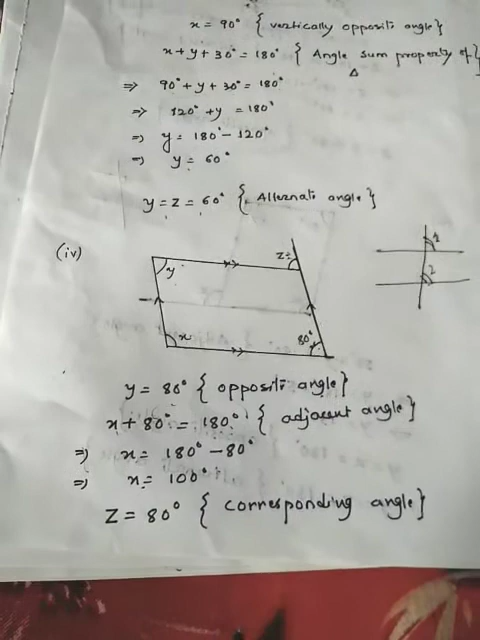 x = 90° { vertically opposite angle}
x + y + 30° = 180° { Angle sum property of Δ}
⇒ 90° + y + 30° = 180°
⇒ 120° + y = 180°
⇒ y = 180° - 120°
⇒ y = 60°
y = z = 60° { Alternate angle}
(iv)
y
z
x
80°
1
2
y = 80° { opposite angle}
x + 80° = 180° { adjacent angle}
⇒ x = 180° - 80°
⇒ x = 100°
Z = 80° { corresponding angle}